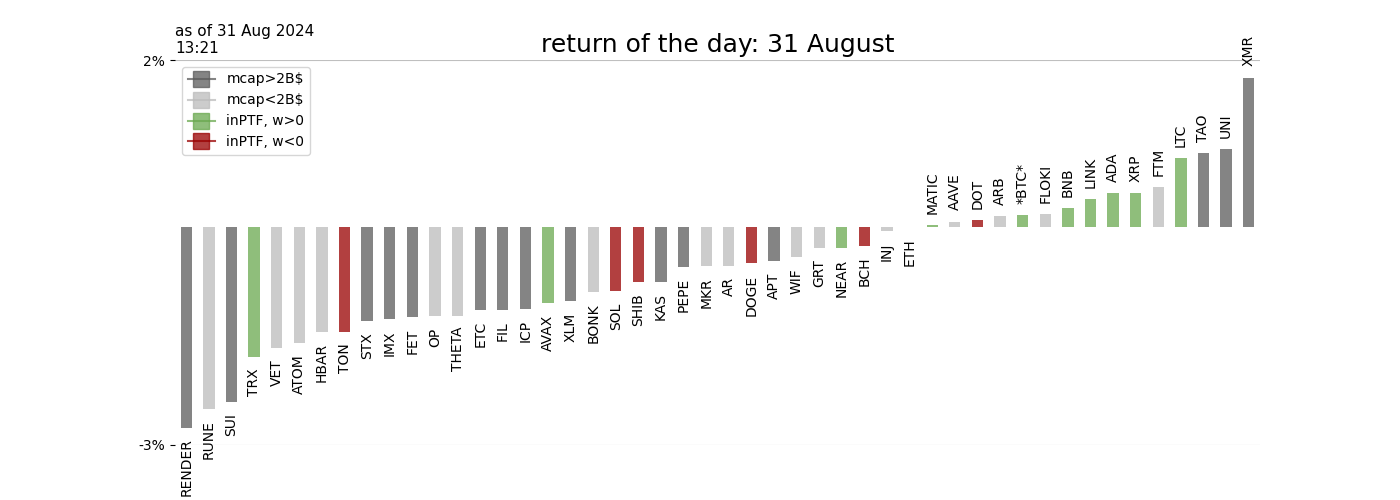 as of 31 Aug 2024
13:21
return of the day: 31 August
2%
-3%
mcap>2B$
mcap<2B$
inPTF, w>0
inPTF, w<0
RENDER
RUNE
SUI
TRX
VET
ATOM
HBAR
TON
STX
IMX
FET
OP
THETA
ETC
FIL
ICP
AVAX
XLM
BONK
SOL
SHIB
KAS
PEPE
MKR
AR
DOGE
APT
WIF
GRT
NEAR
BCH
INJ
ETH
MATIC
AAVE
DOT
ARB
*BTC*
FLOKI
BNB
LINK
ADA
XRP
FTM
LTC
TAO
UNI
XMR